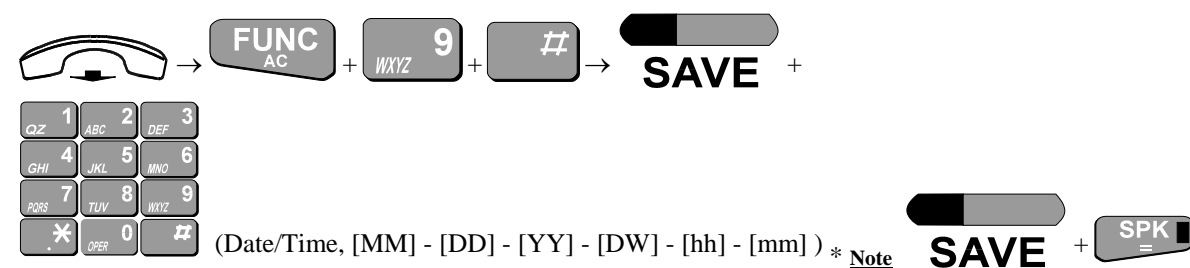 → FUNC AC + WXYZ 9 + # → SAVE +
QZ 1 ABC 2 DEF 3
GHI 4 JKL 5 MNO 6
PQRS 7 TUV 8 WXYZ 9
.* OPER 0 # (Date/Time, [MM] - [DD] - [YY] - [DW] - [hh] - [mm] ) * Note SAVE + SPK =